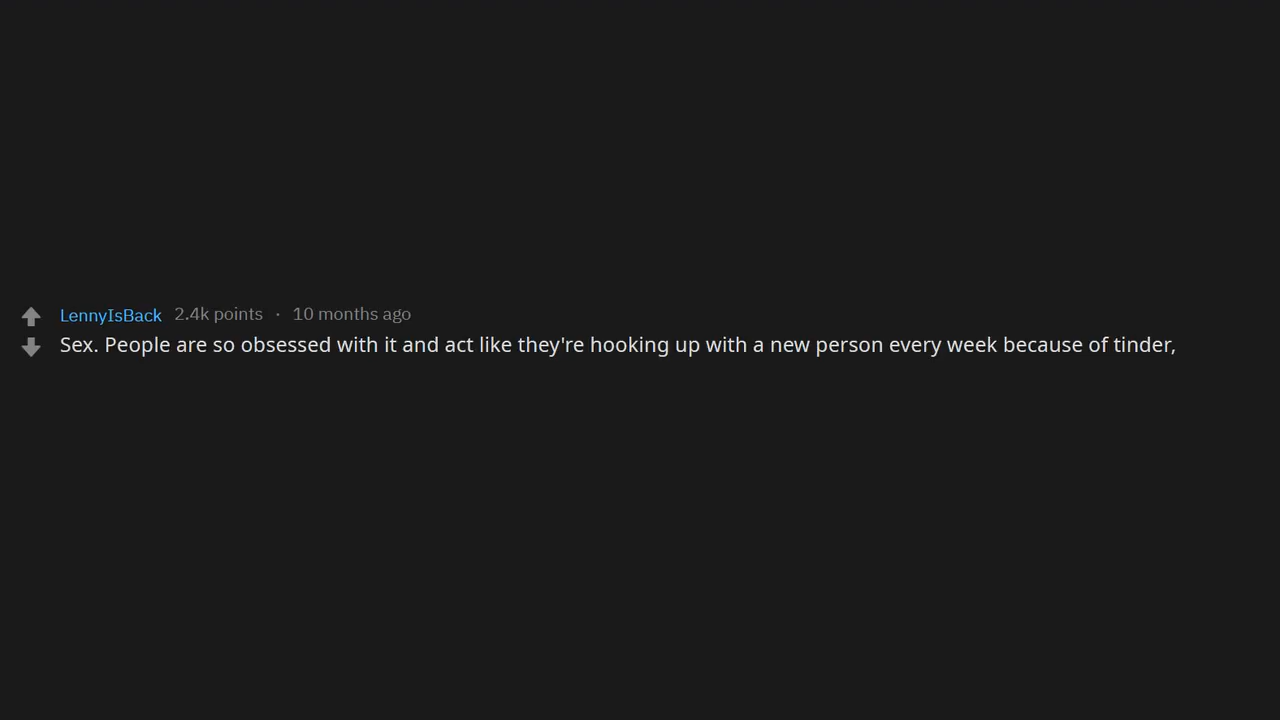 LennyIsBack 2.4k points · 10 months ago
Sex. People are so obsessed with it and act like they're hooking up with a new person every week because of tinder,